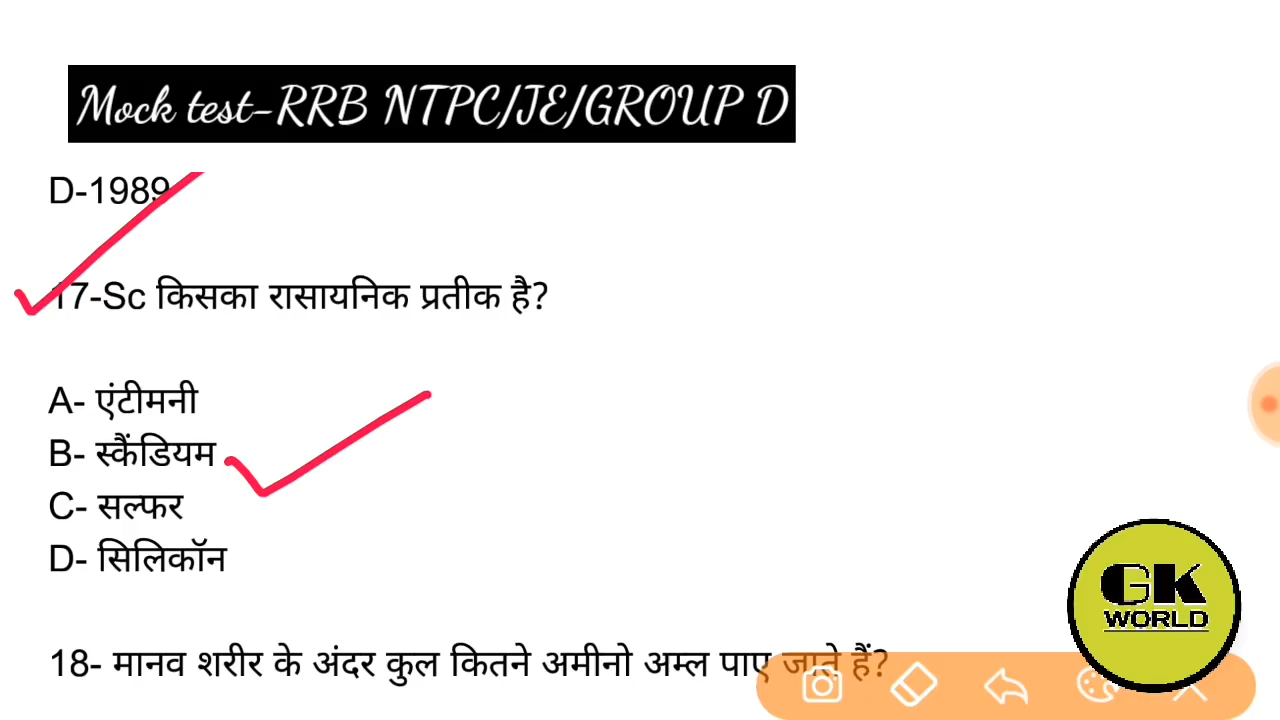 Mock test-RRB NTPC/JE/GROUP D
D-1989
17-Sc किसका रासायनिक प्रतीक है?
A- एंटीमनी
B- स्कैंडियम
C- सल्फर
D- सिलिकॉन
GK
WORLD
18- मानव शरीर के अंदर कुल कितने अमीनो अम्ल पाए जाते हैं?